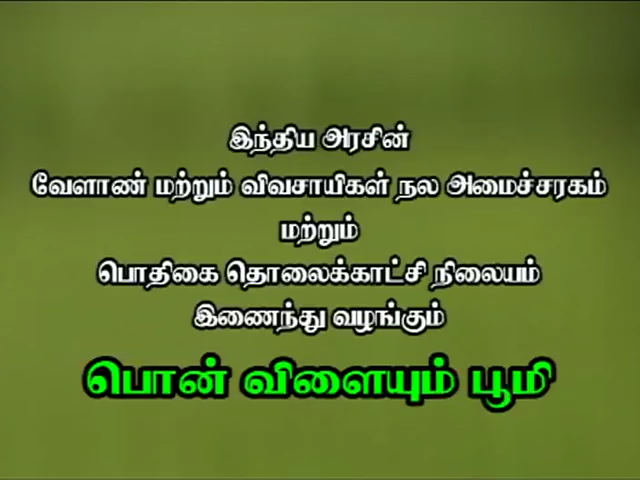 இந்திய அரசின்
வேளாண் மற்றும் விவசாயிகள் நல அமைச்சரகம்
மற்றும்
பொதிகை தொலைக்காட்சி நிலையம்
இணைந்து வழங்கும்
பொன் விளையும் பூமி